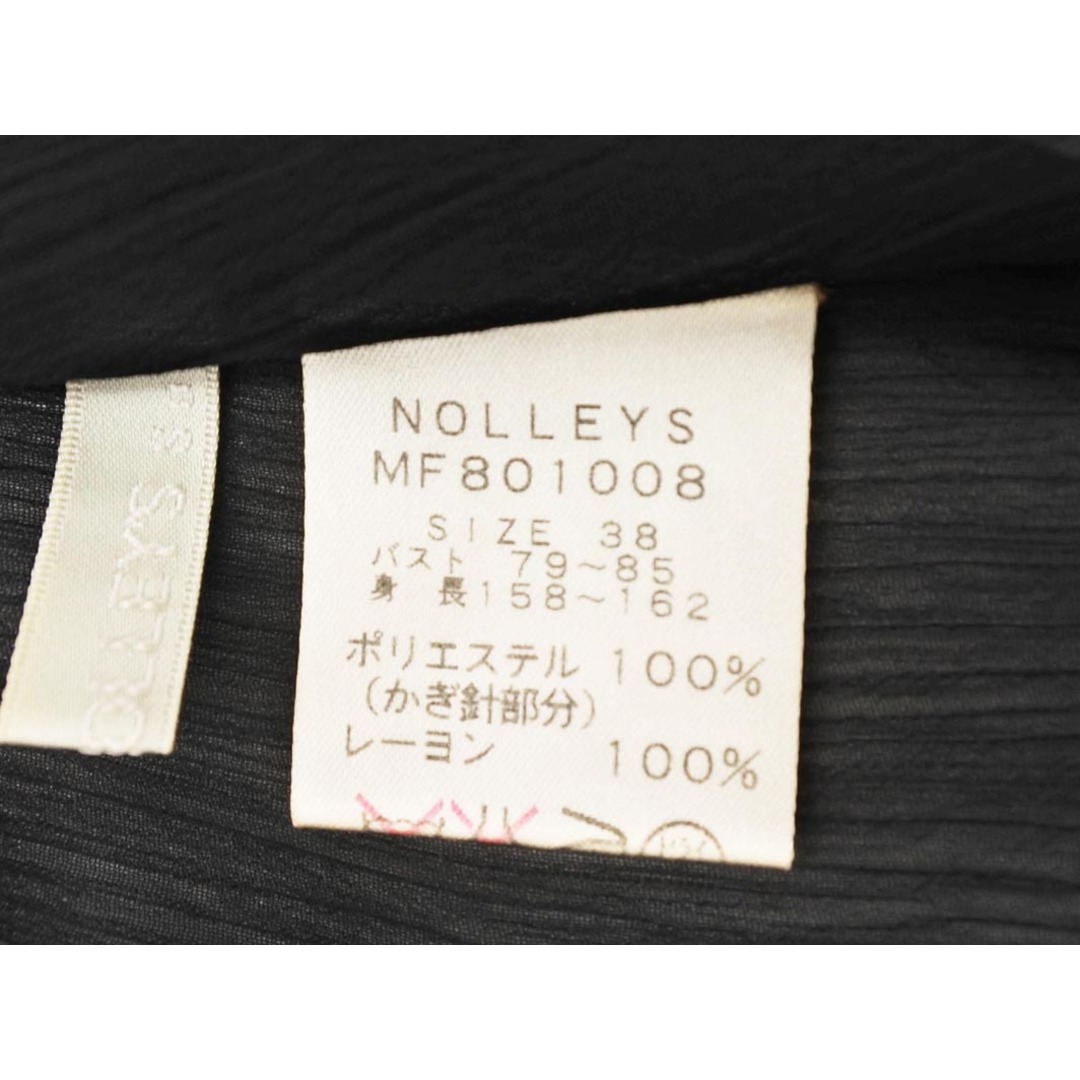 NOLLEYS
MF801008
SIZE 38
バスト 79～85
身 長158～162
ポリエステル 100%
(かぎ針部分)
レーヨン 100%
OLLEY'S